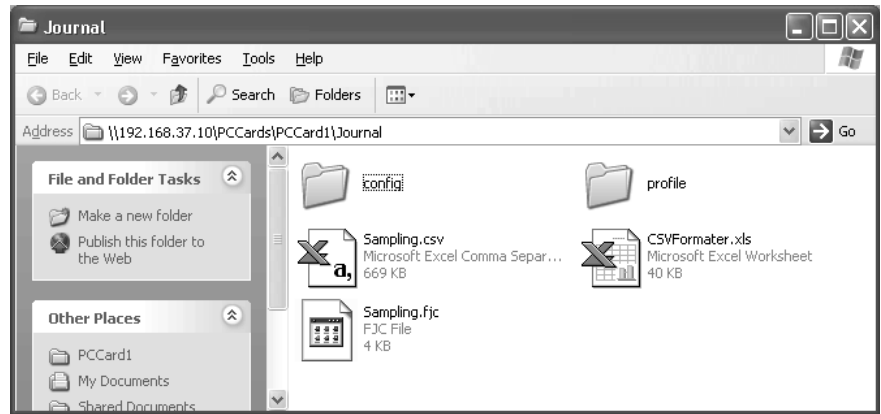 Journal
File Edit View Favorites Tools Help
Back Search Folders
Address \\192.168.37.10\PCCards\PCCard1\Journal Go
File and Folder Tasks
Make a new folder
Publish this folder to
the Web
Other Places
PCCard1
My Documents
Shared Documents
config
profile
Sampling.csv
Microsoft Excel Comma Separ...
669 KB
CSVFormater.xls
Microsoft Excel Worksheet
40 KB
Sampling.fjc
FJC File
4 KB